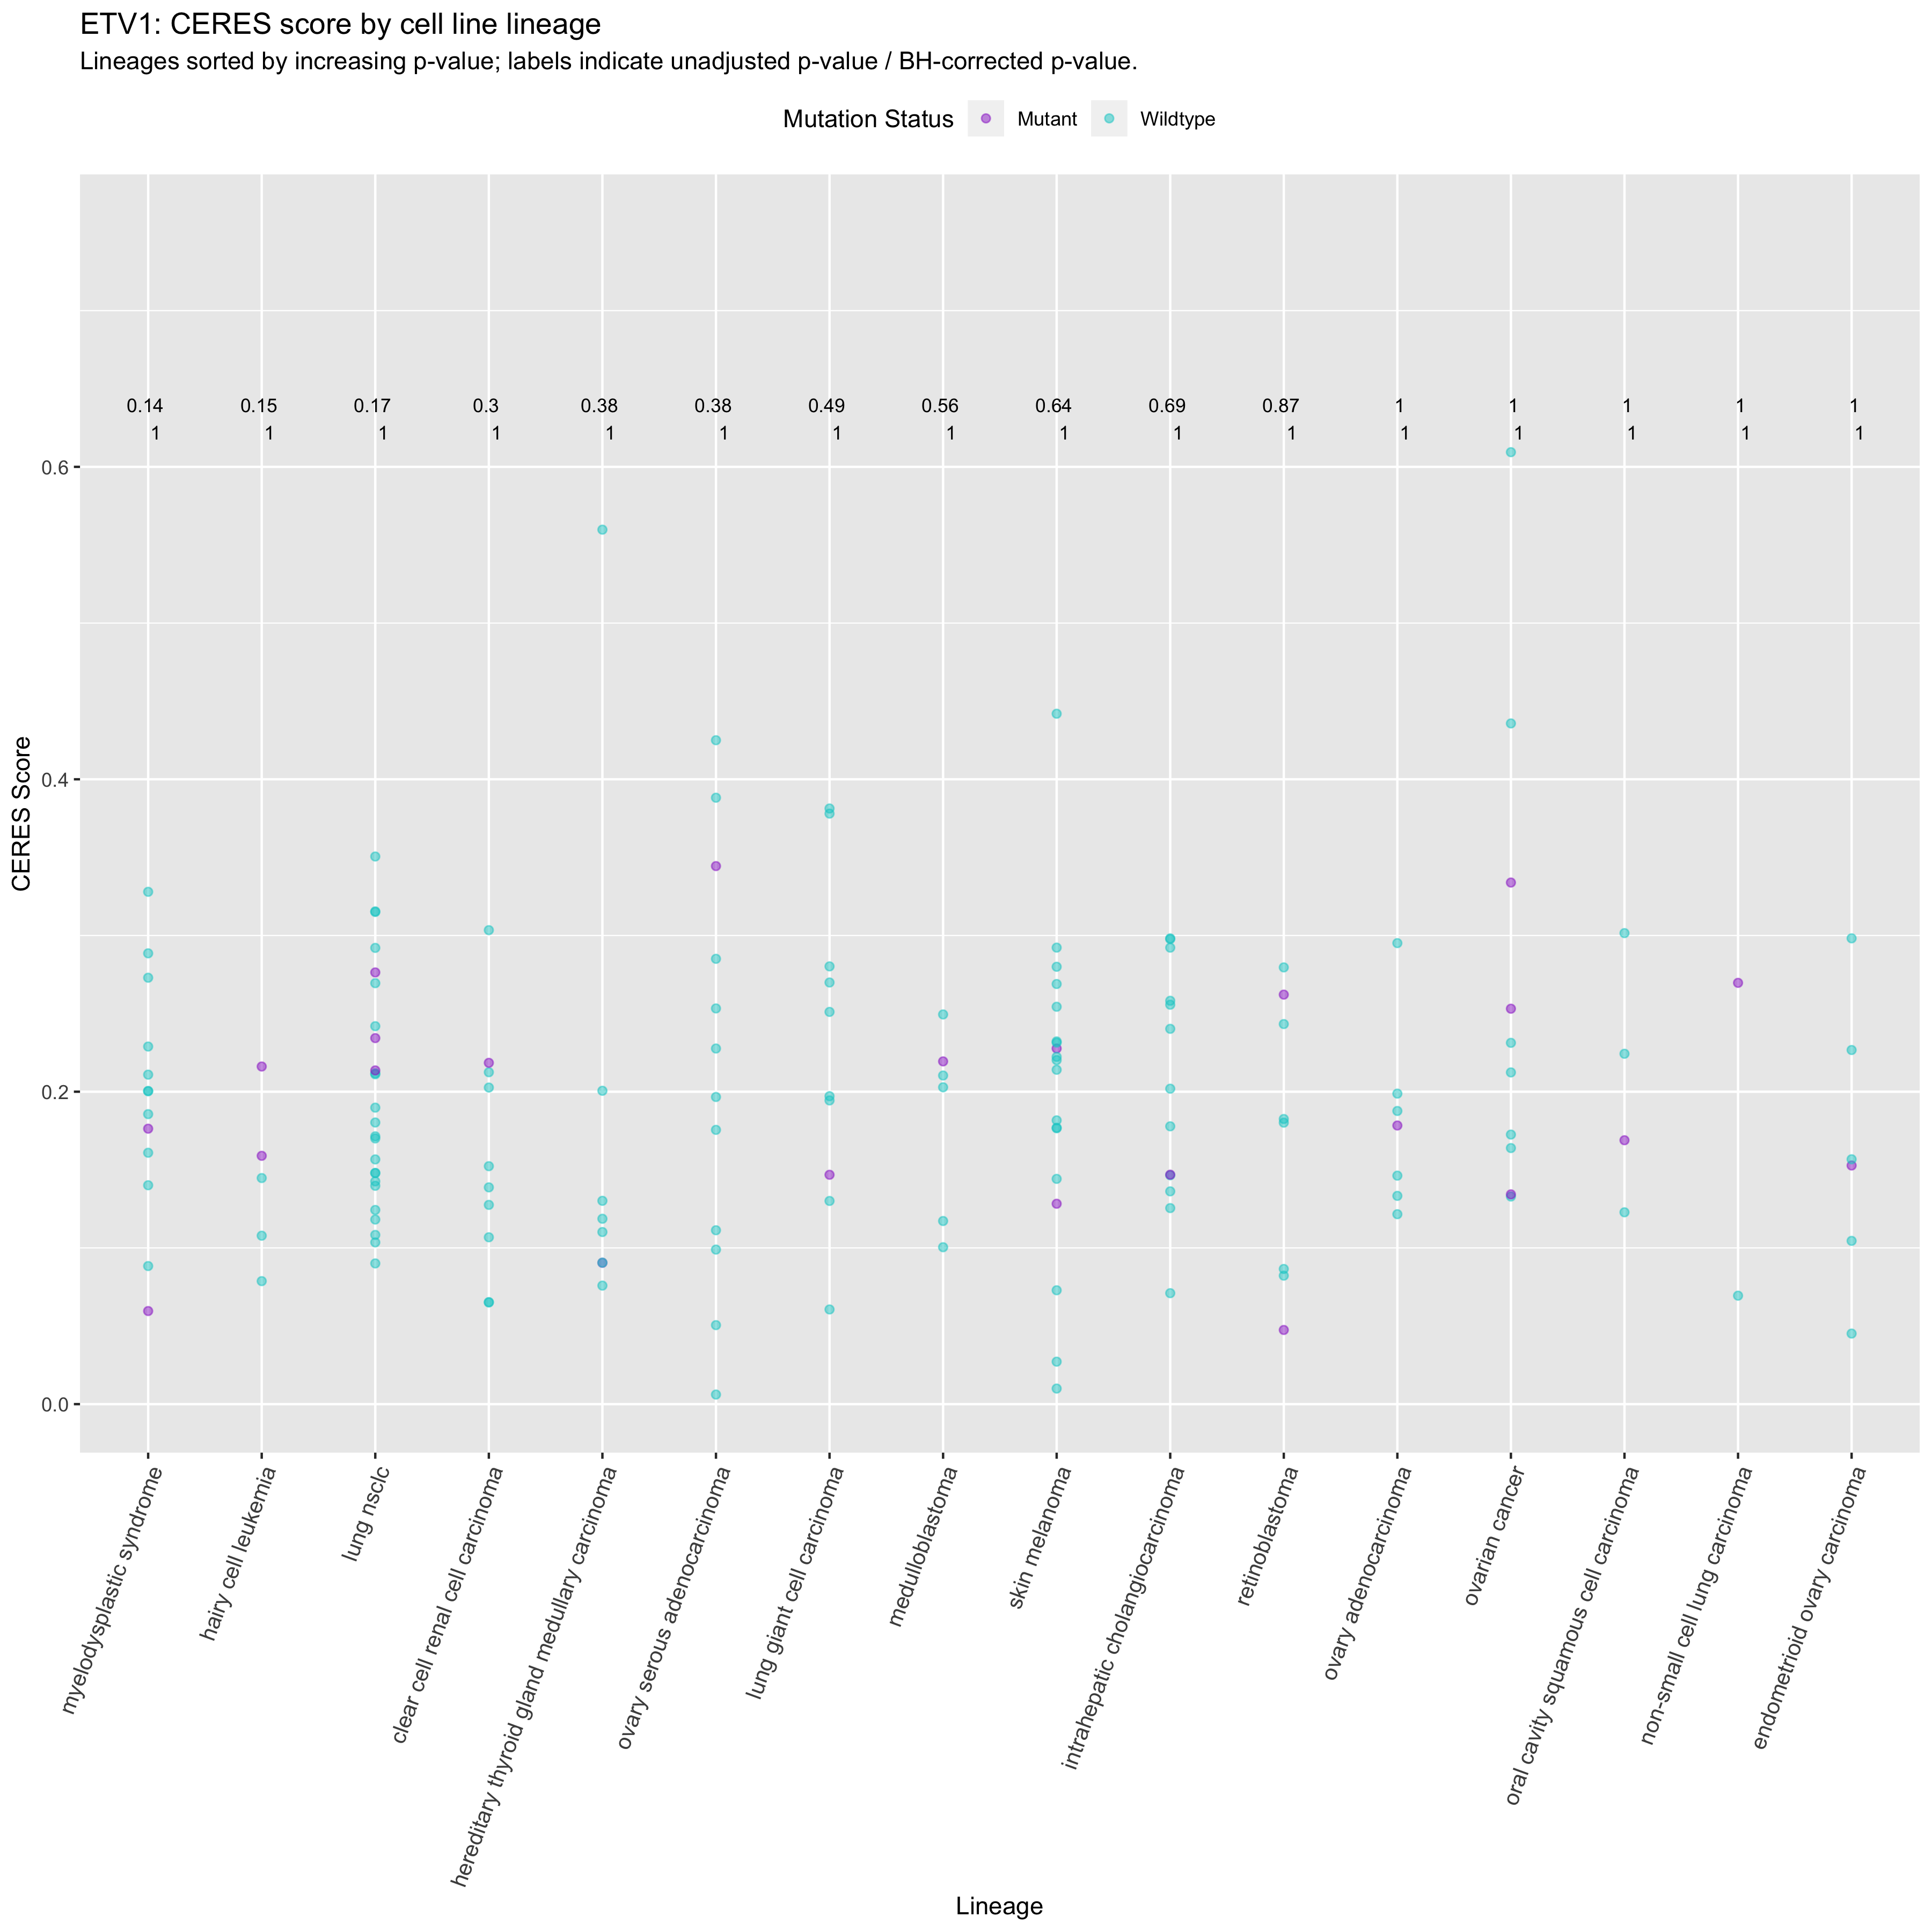 ETV1: CERES score by cell line lineage
Lineages sorted by increasing p-value; labels indicate unadjusted p-value / BH-corrected p-value.
Mutation Status Mutant Wildtype
0.14 0.15 0.17 0.3 0.38 0.38 0.49 0.56 0.64 0.69 0.87 1 1 1 1 1
1 1 1 1 1 1 1 1 1 1 1 1 1 1 1 1
0.6
0.4
0.2
0.0
CERES Score
myelodysplastic syndrome
hairy cell leukemia
lung nsclc
clear cell renal cell carcinoma
hereditary thyroid gland medullary carcinoma
ovary serous adenocarcinoma
lung giant cell carcinoma
medulloblastoma
skin melanoma
intrahepatic cholangiocarcinoma
retinoblastoma
ovary adenocarcinoma
ovarian cancer
oral cavity squamous cell carcinoma
non-small cell lung carcinoma
endometrioid ovary carcinoma
Lineage